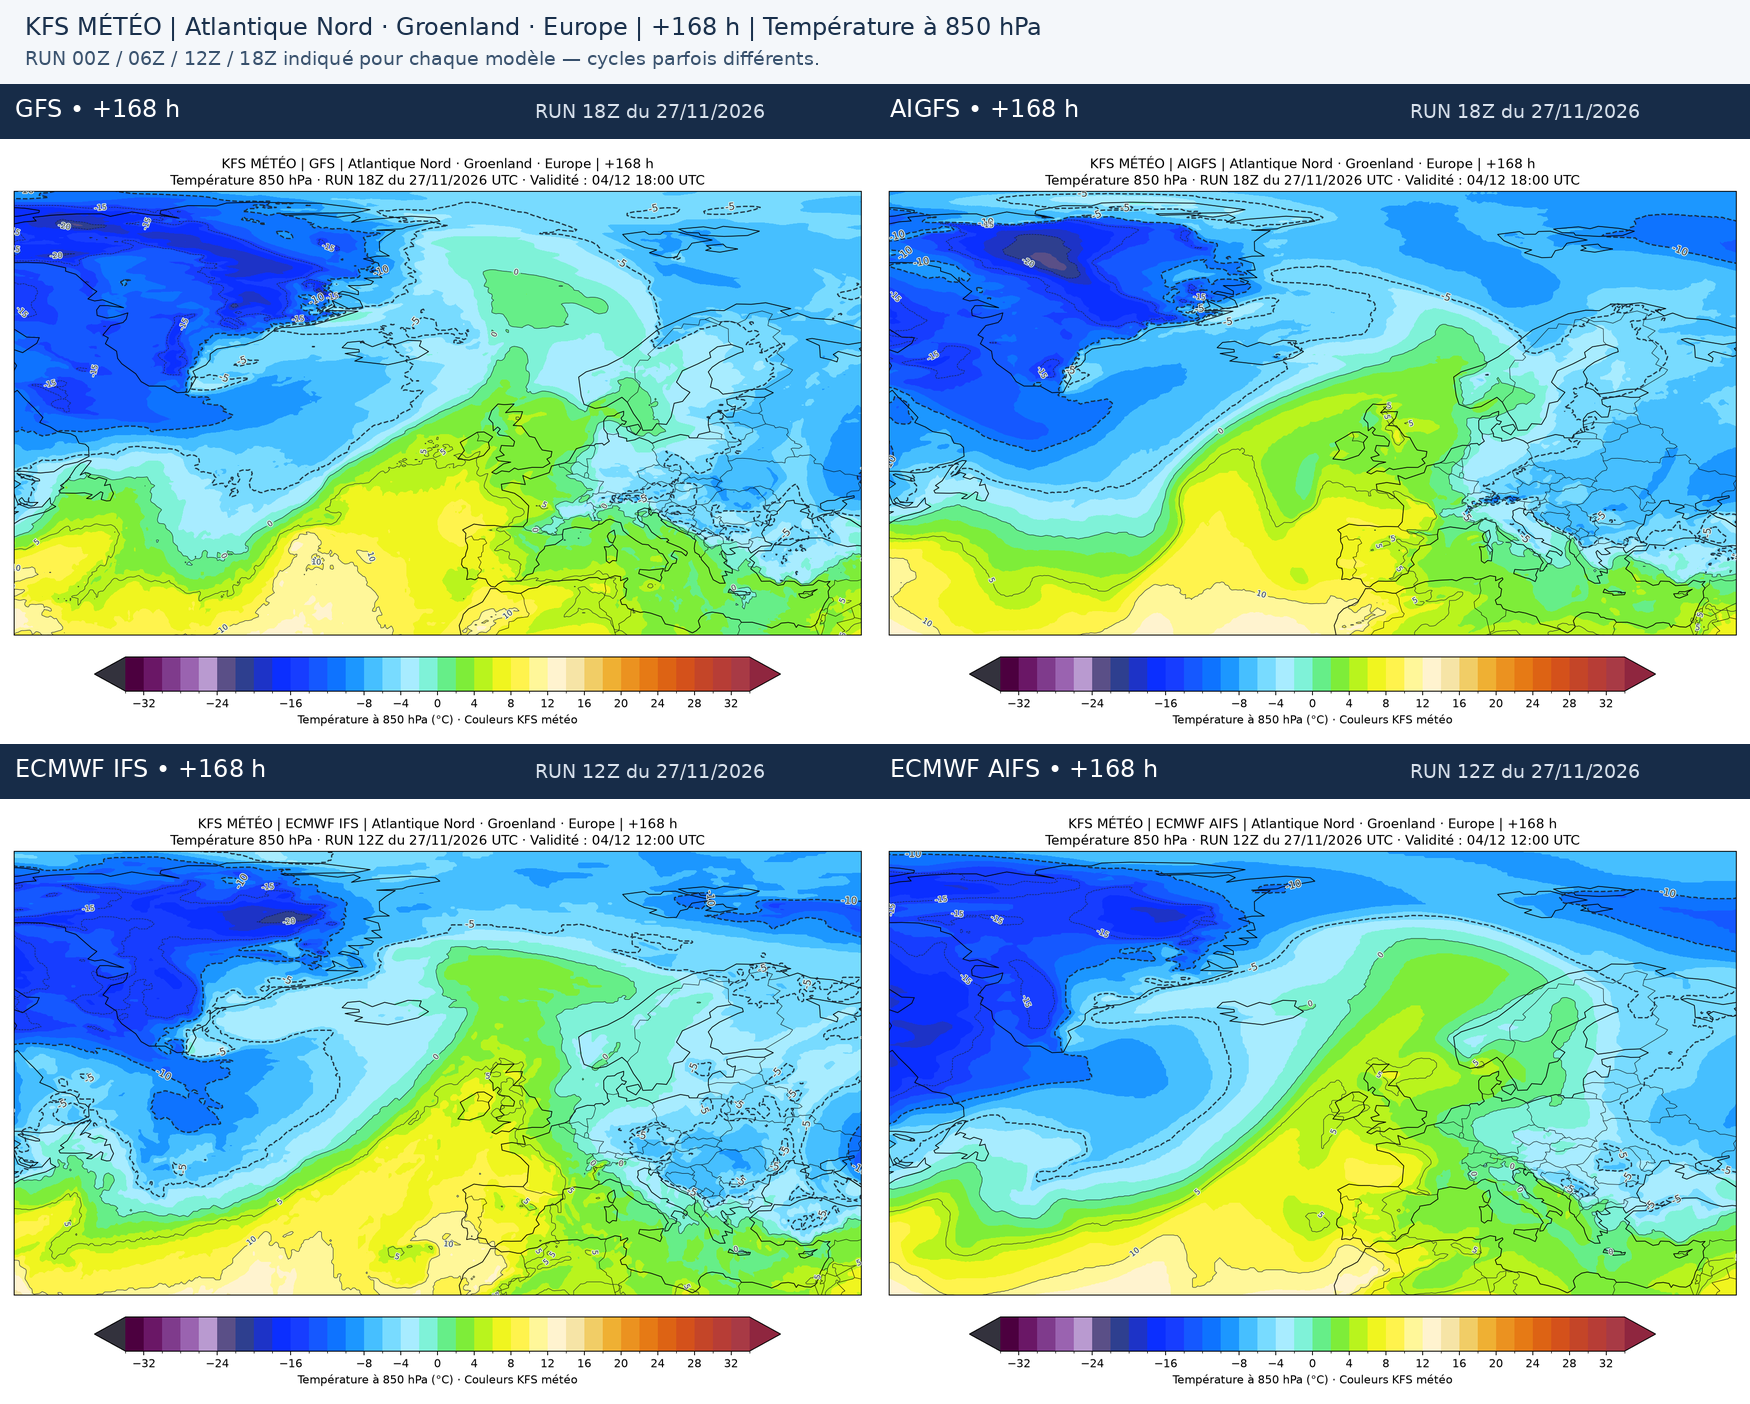 KFS MÉTÉO | Atlantique Nord · Groenland · Europe | +168 h | Température à 850 hPa
RUN 00Z / 06Z / 12Z / 18Z indiqué pour chaque modèle — cycles parfois différents.
GFS • +168 h
RUN 18Z du 27/11/2026
AIGFS • +168 h
RUN 18Z du 27/11/2026
KFS MÉTÉO | GFS | Atlantique Nord · Groenland · Europe | +168 h
Température 850 hPa · RUN 18Z du 27/11/2026 UTC · Validité : 04/12 18:00 UTC
KFS MÉTÉO | AIGFS | Atlantique Nord · Groenland · Europe | +168 h
Température 850 hPa · RUN 18Z du 27/11/2026 UTC · Validité : 04/12 18:00 UTC
−32 −24 −16 −8 −4 0 4 8 12 16 20 24 28 32
Température à 850 hPa (°C) · Couleurs KFS météo
−32 −24 −16 −8 −4 0 4 8 12 16 20 24 28 32
Température à 850 hPa (°C) · Couleurs KFS météo
ECMWF IFS • +168 h
RUN 12Z du 27/11/2026
ECMWF AIFS • +168 h
RUN 12Z du 27/11/2026
KFS MÉTÉO | ECMWF IFS | Atlantique Nord · Groenland · Europe | +168 h
Température 850 hPa · RUN 12Z du 27/11/2026 UTC · Validité : 04/12 12:00 UTC
KFS MÉTÉO | ECMWF AIFS | Atlantique Nord · Groenland · Europe | +168 h
Température 850 hPa · RUN 12Z du 27/11/2026 UTC · Validité : 04/12 12:00 UTC
−32 −24 −16 −8 −4 0 4 8 12 16 20 24 28 32
Température à 850 hPa (°C) · Couleurs KFS météo
−32 −24 −16 −8 −4 0 4 8 12 16 20 24 28 32
Température à 850 hPa (°C) · Couleurs KFS météo